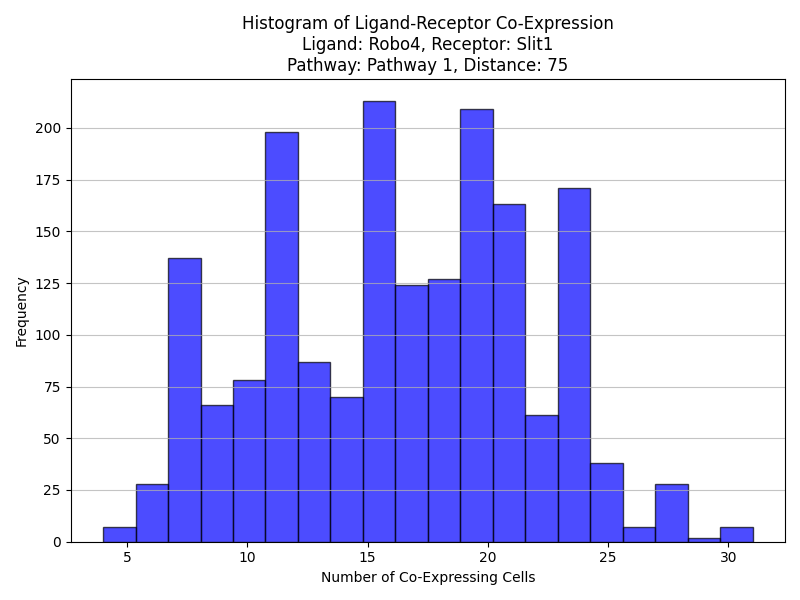 Histogram of Ligand-Receptor Co-Expression
Ligand: Robo4, Receptor: Slit1
Pathway: Pathway 1, Distance: 75
Frequency
200
175
150
125
100
75
50
25
0
5 10 15 20 25 30
Number of Co-Expressing Cells